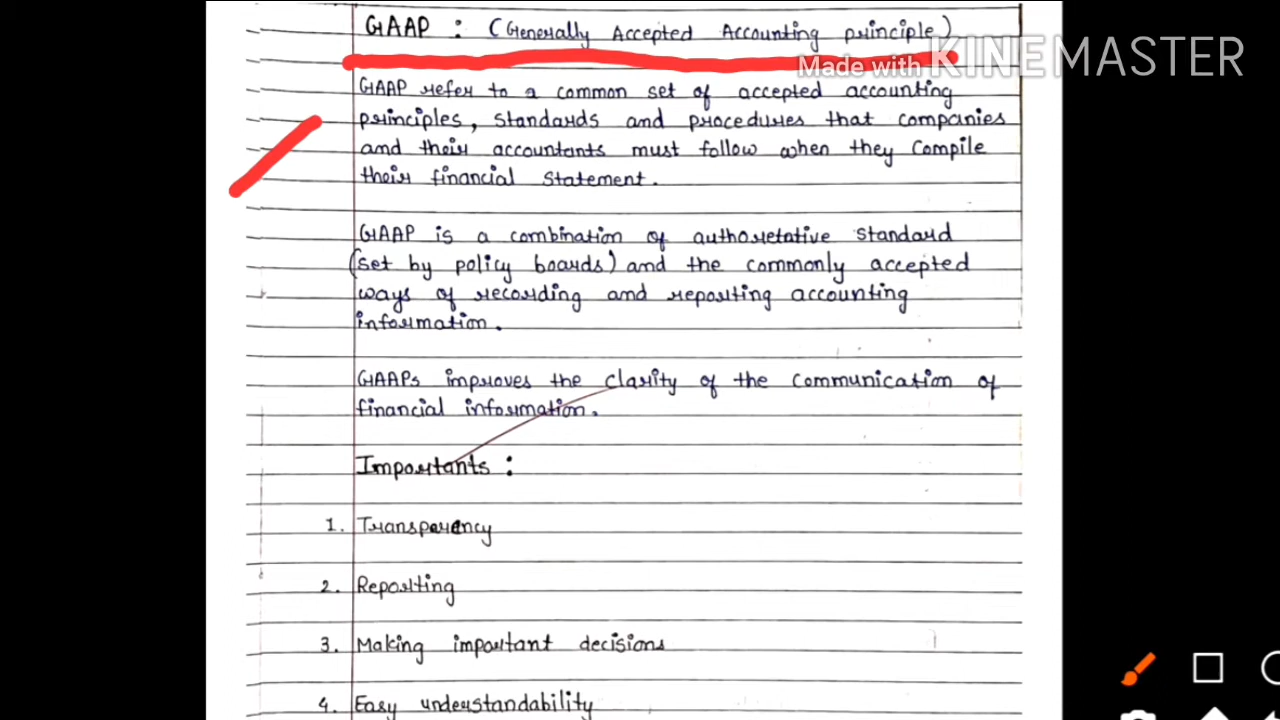 GAAP : (Generally Accepted Accounting principle)
Made with KINEMASTER
GAAP refer to a common set of accepted accounting
principles, standards and procedures that companies
and their accountants must follow when they compile
their financial statement.
GAAP is a combination of authoretative standard
(set by policy boards) and the commonly accepted
ways of recording and reporting accounting
information.
GAAPs improves the clarity of the communication of
financial information.
Importants :
1. Transparency
2. Reporting
3. Making important decisions
4. Easy understandability